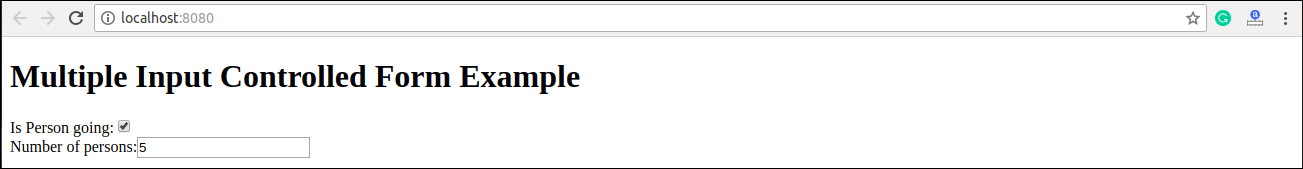 localhost:8080
Multiple Input Controlled Form Example
Is Person going:
Number of persons:5